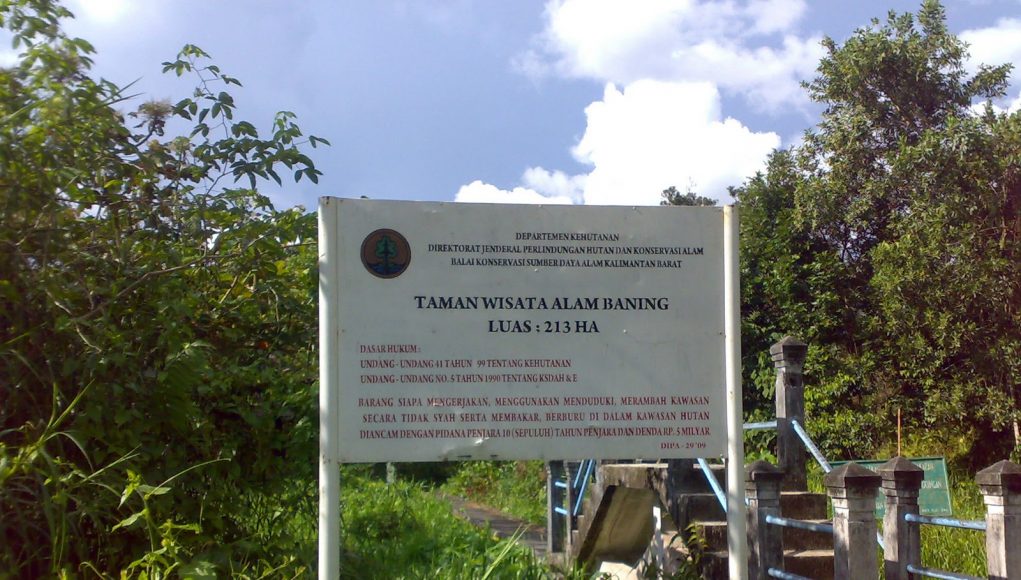 DEPARTEMEN KEHUTANAN
DIREKTORAT JENDERAL PERLINDUNGAN HUTAN DAN KONSERVASI ALAM
BALAI KONSERVASI SUMBER DAYA ALAM KALIMANTAN BARAT
TAMAN WISATA ALAM BANING
LUAS : 213 HA
DASAR HUKUM :
UNDANG - UNDANG 41 TAHUN 99 TENTANG KEHUTANAN
UNDANG - UNDANG NO. 5 TAHUN 1990 TENTANG KSDAH & E
BARANG SIAPA MENGERJAKAN, MENGGUNAKAN MENDUDUKI, MERAMBAH KAWASAN
SECARA TIDAK SYAH SERTA MEMBAKAR, BERBURU DI DALAM KAWASAN HUTAN
DIANCAM DENGAN PIDANA PENJARA 10 (SEPULUH) TAHUN PENJARA DAN DENDA RP. 5 MILYAR
DIPA - 29 '09